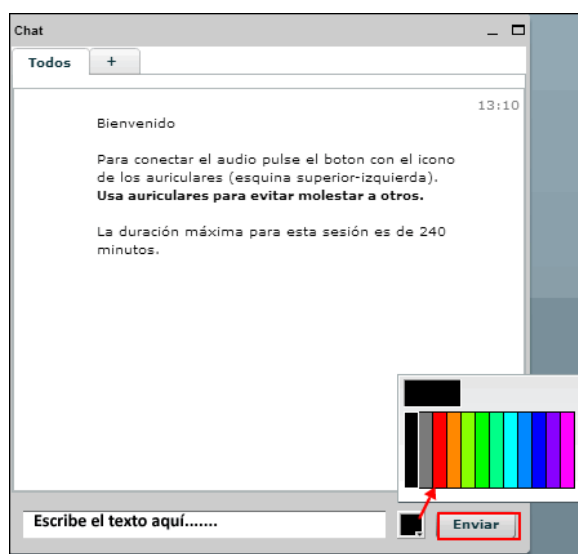 Chat
Todos +
13:10
Bienvenido
Para conectar el audio pulse el boton con el icono
de los auriculares (esquina superior-izquierda).
Usa auriculares para evitar molestar a otros.
La duración máxima para esta sesión es de 240
minutos.
Escribe el texto aquí.......
Enviar